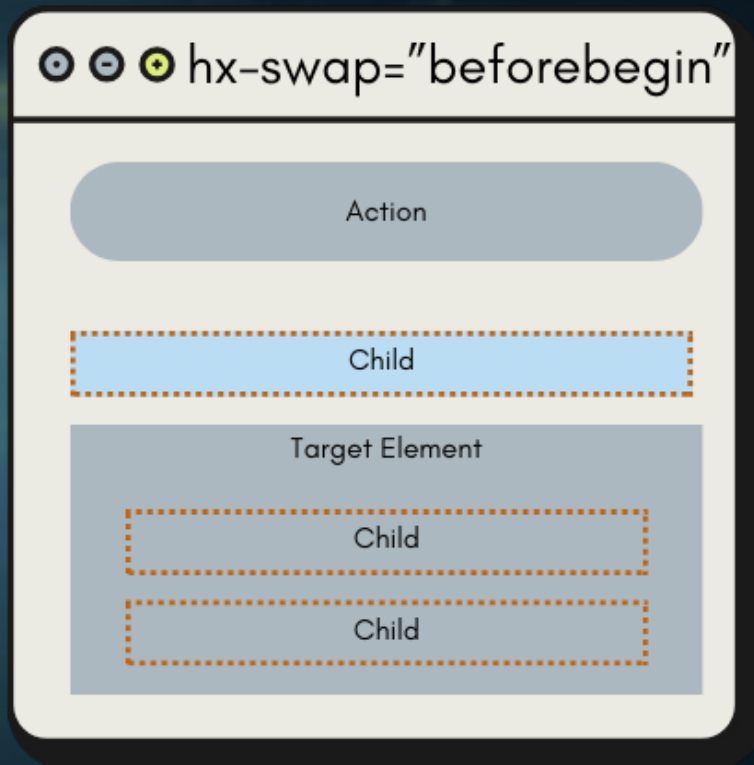 hx-swap=”beforebegin”
Action
Child
Target Element
Child
Child